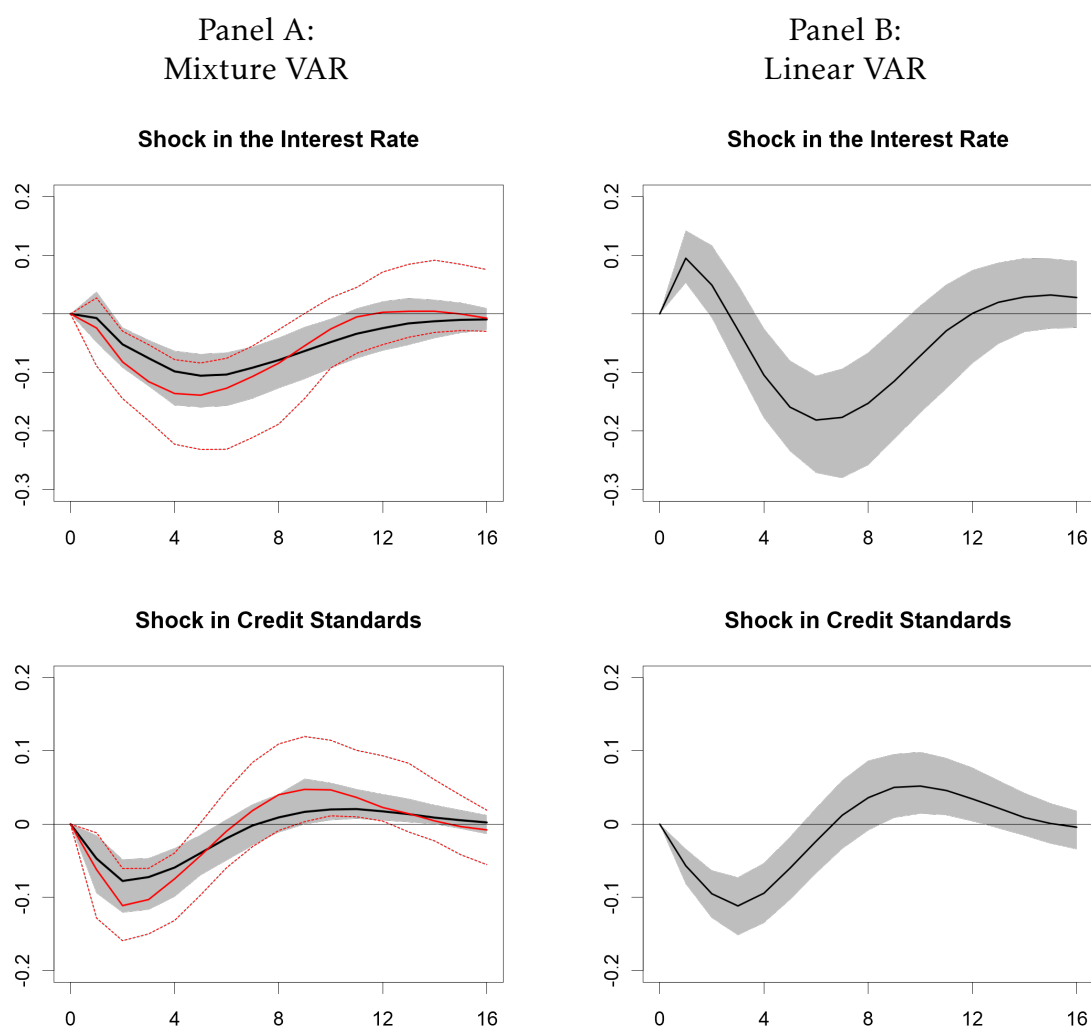 Panel A:
Mixture VAR
Panel B:
Linear VAR
Shock in the Interest Rate
0.2
0.1
0
-0.1
-0.2
-0.3
0 4 8 12 16
Shock in the Interest Rate
0.2
0.1
0
-0.1
-0.2
-0.3
0 4 8 12 16
Shock in Credit Standards
0.2
0.1
0
-0.1
-0.2
0 4 8 12 16
Shock in Credit Standards
0.2
0.1
0
-0.1
-0.2
0 4 8 12 16